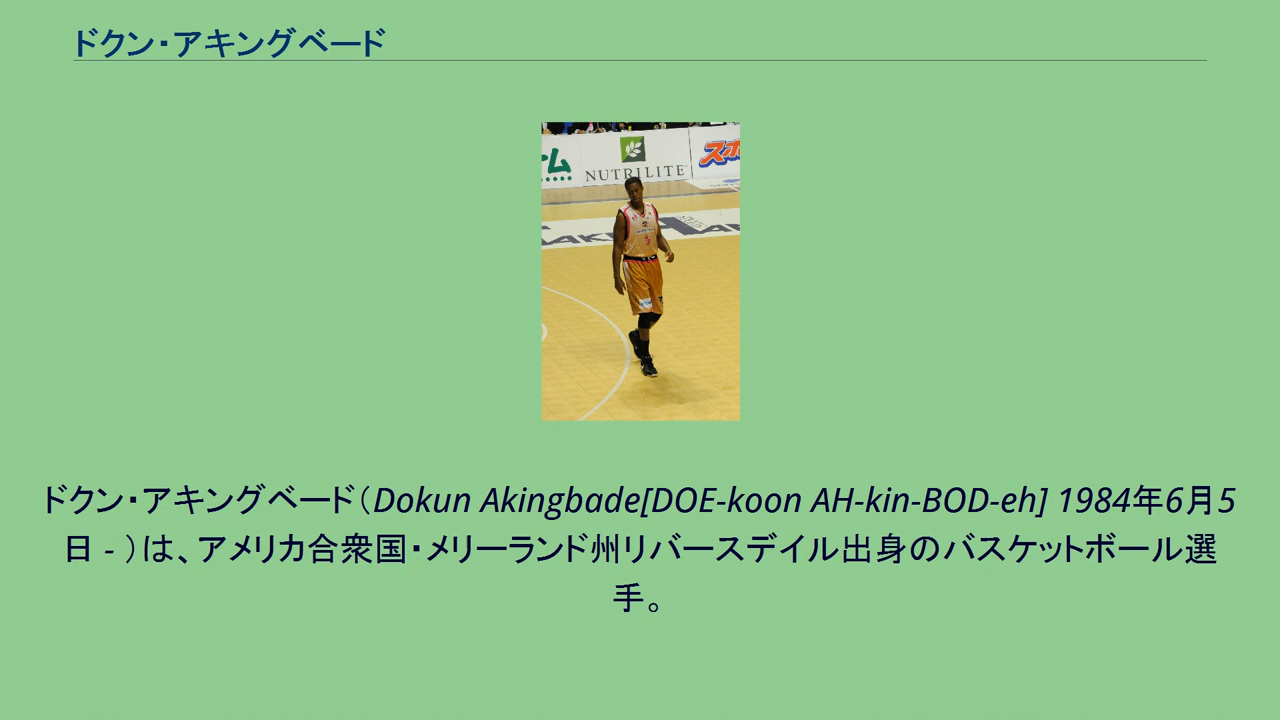 ドクン・アキングベード
ム
NUTRILITE
スポ
ドクン・アキングベード（Dokun Akingbade[DOE-koon AH-kin-BOD-eh] 1984年6月5
日 - ）は、アメリカ合衆国・メリーランド州リバースデイル出身のバスケットボール選
手。